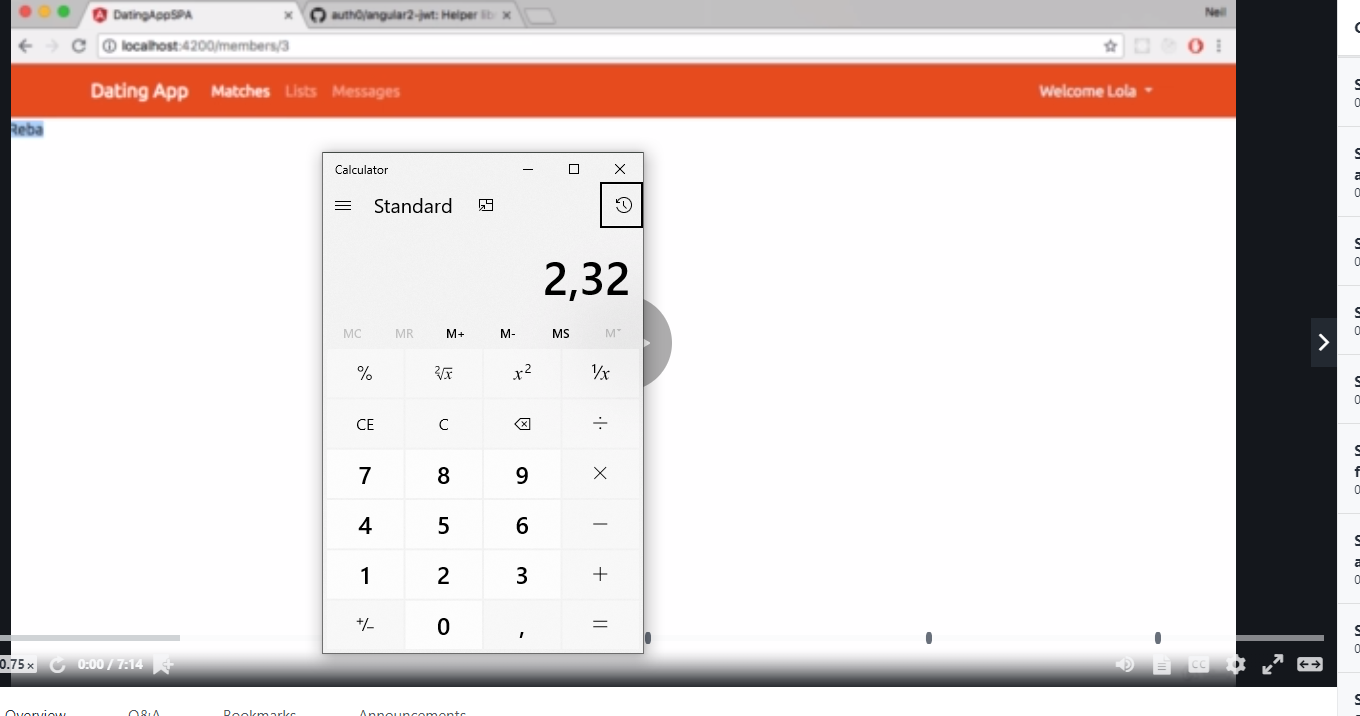 DatingAppSPA
auth0/angular2-jwt: Helper lib
Neil
localhost:4200/members/3
Dating App Matches Lists Messages Welcome Lola
Reba
Calculator
Standard
2,32
MC MR M+ M- MS M
% ²√x x² ¹/x
CE C ÷
7 8 9 ×
4 5 6 −
1 2 3 +
+/− 0 , =
0.75×
0:00 / 7:14
CC
Overview Q&A Bookmarks Announcements